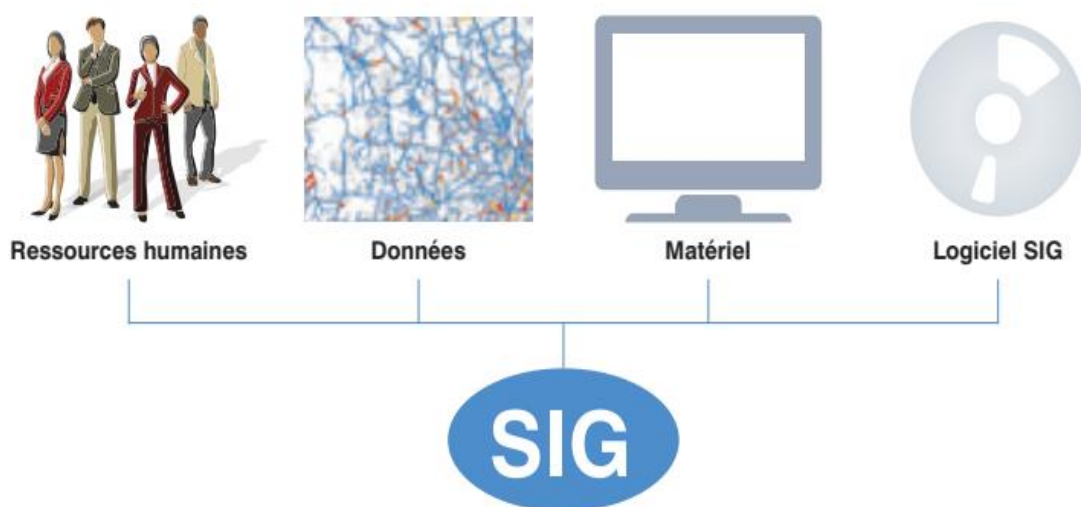 Ressources humaines
Données
Matériel
Logiciel SIG
SIG